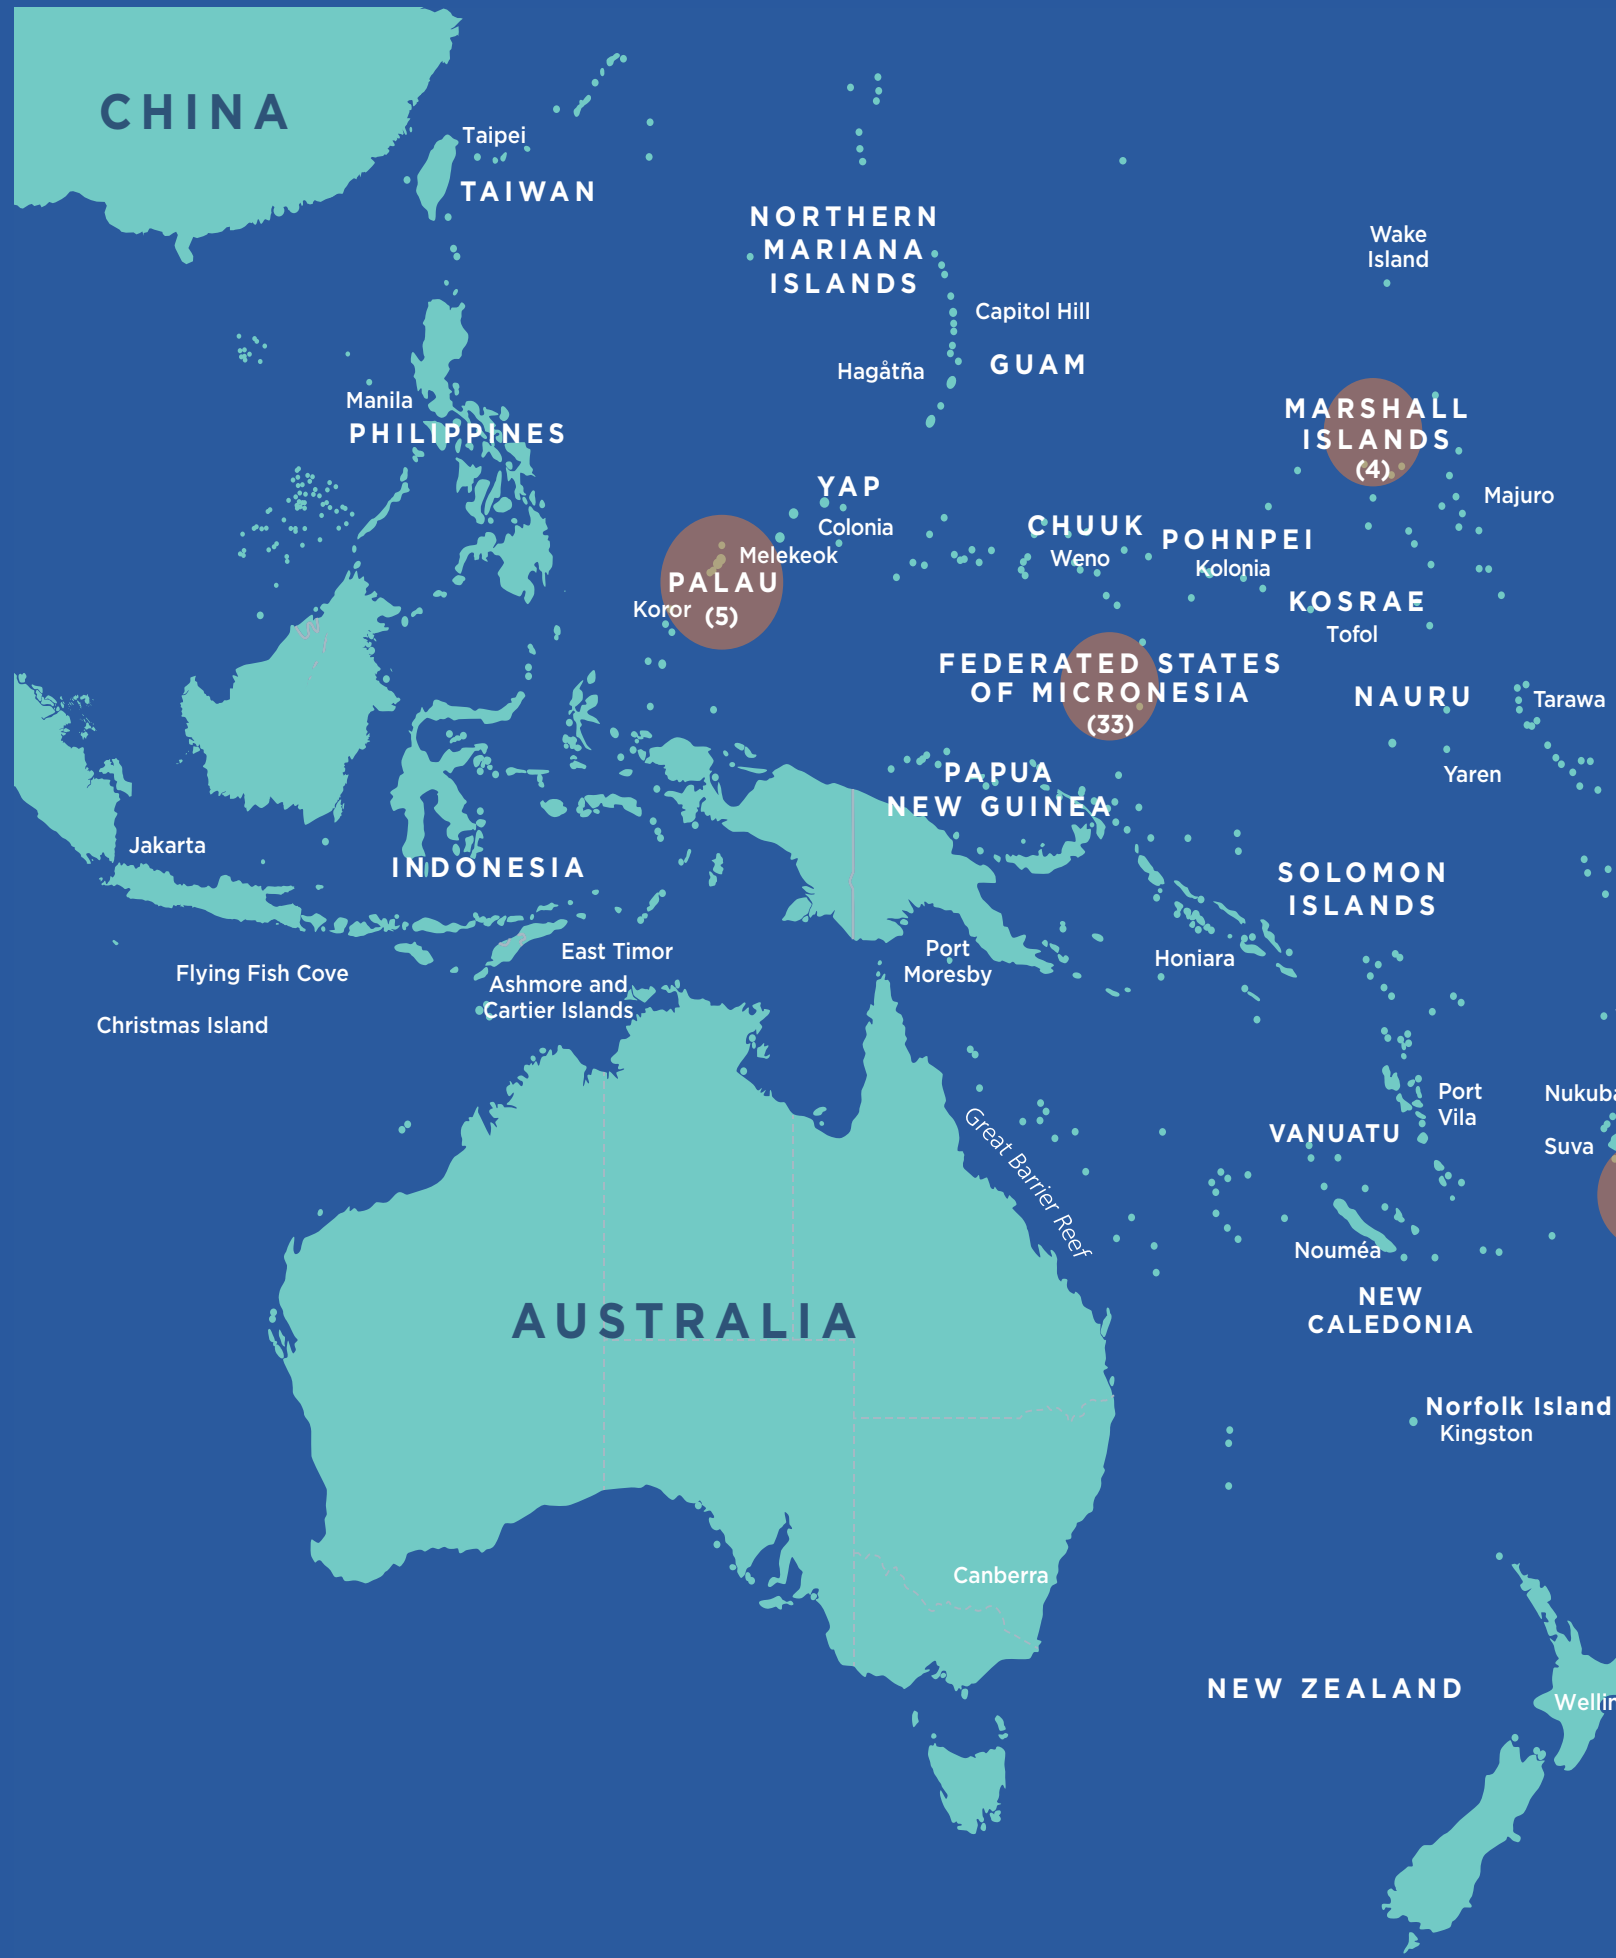 CHINA
Taipei
TAIWAN
NORTHERN
MARIANA
ISLANDS
Wake
Island
Capitol Hill
GUAM
Hagåtña
Manila
PHILIPPINES
MARSHALL
ISLANDS
(4)
Majuro
YAP
Colonia
CHUUK
Weno
POHNPEI
Kolonia
Melekeok
PALAU
(5)
Koror
KOSRAE
Tofol
FEDERATED STATES
OF MICRONESIA
(33)
NAURU
Tarawa
Yaren
PAPUA
NEW GUINEA
Jakarta
INDONESIA
SOLOMON
ISLANDS
East Timor
Port
Moresby
Honiara
Flying Fish Cove
Ashmore and
Cartier Islands
Christmas Island
Great Barrier Reef
Port
Vila
Nukuba
VANUATU
Suva
Nouméa
NEW
CALEDONIA
AUSTRALIA
Norfolk Island
Kingston
Canberra
NEW ZEALAND
Wellin